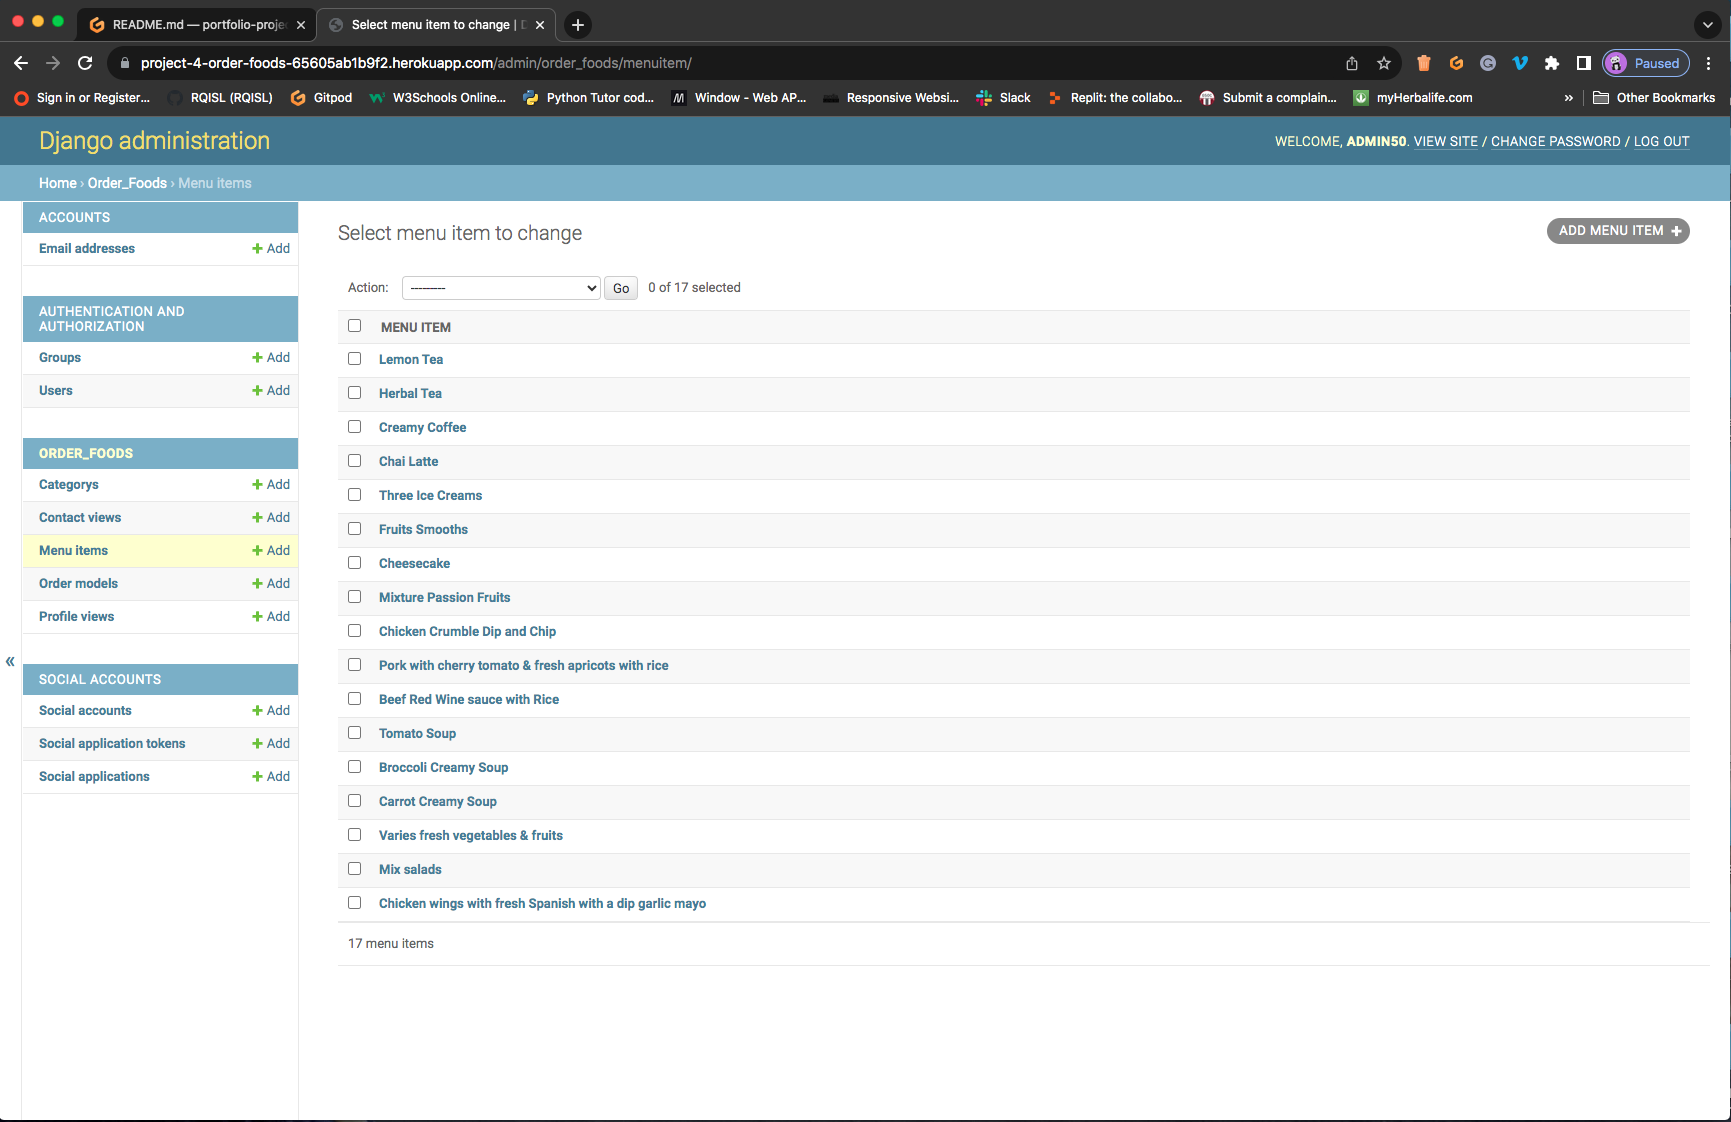 README.md — portfolio-proje
Select menu item to change |
project-4-order-foods-65605ab1b9f2.herokuapp.com/admin/order_foods/menuitem/
Paused
Sign in or Register...
RQISL (RQISL)
Gitpod
W3Schools Online...
Python Tutor cod...
Window - Web AP...
Responsive Websi...
Slack
Replit: the collabo...
Submit a complain...
myHerbalife.com
»
Other Bookmarks
Django administration
WELCOME, ADMIN50. VIEW SITE / CHANGE PASSWORD / LOG OUT
Home › Order_Foods › Menu items
ACCOUNTS
Email addresses + Add
AUTHENTICATION AND
AUTHORIZATION
Groups + Add
Users + Add
ORDER_FOODS
Categorys + Add
Contact views + Add
Menu items + Add
Order models + Add
Profile views + Add
«
SOCIAL ACCOUNTS
Social accounts + Add
Social application tokens + Add
Social applications + Add
Select menu item to change
ADD MENU ITEM +
Action: --------- Go 0 of 17 selected
MENU ITEM
Lemon Tea
Herbal Tea
Creamy Coffee
Chai Latte
Three Ice Creams
Fruits Smooths
Cheesecake
Mixture Passion Fruits
Chicken Crumble Dip and Chip
Pork with cherry tomato & fresh apricots with rice
Beef Red Wine sauce with Rice
Tomato Soup
Broccoli Creamy Soup
Carrot Creamy Soup
Varies fresh vegetables & fruits
Mix salads
Chicken wings with fresh Spanish with a dip garlic mayo
17 menu items